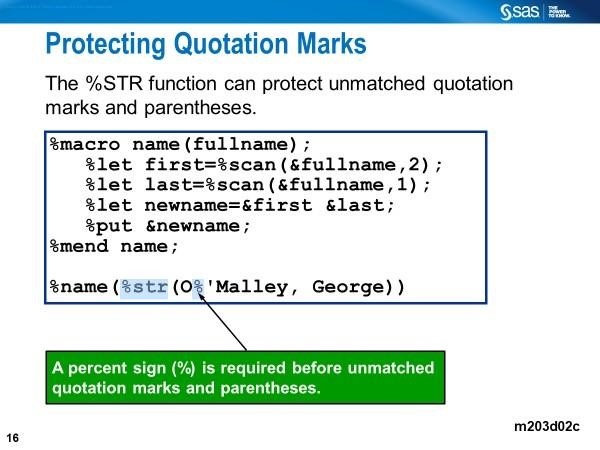 sas THE POWER TO KNOW.
Protecting Quotation Marks
The %STR function can protect unmatched quotation
marks and parentheses.
%macro name(fullname);
%let first=%scan(&fullname,2);
%let last=%scan(&fullname,1);
%let newname=&first &last;
%put &newname;
%mend name;
%name(%str(O%'Malley, George))
A percent sign (%) is required before unmatched
quotation marks and parentheses.
m203d02c
16